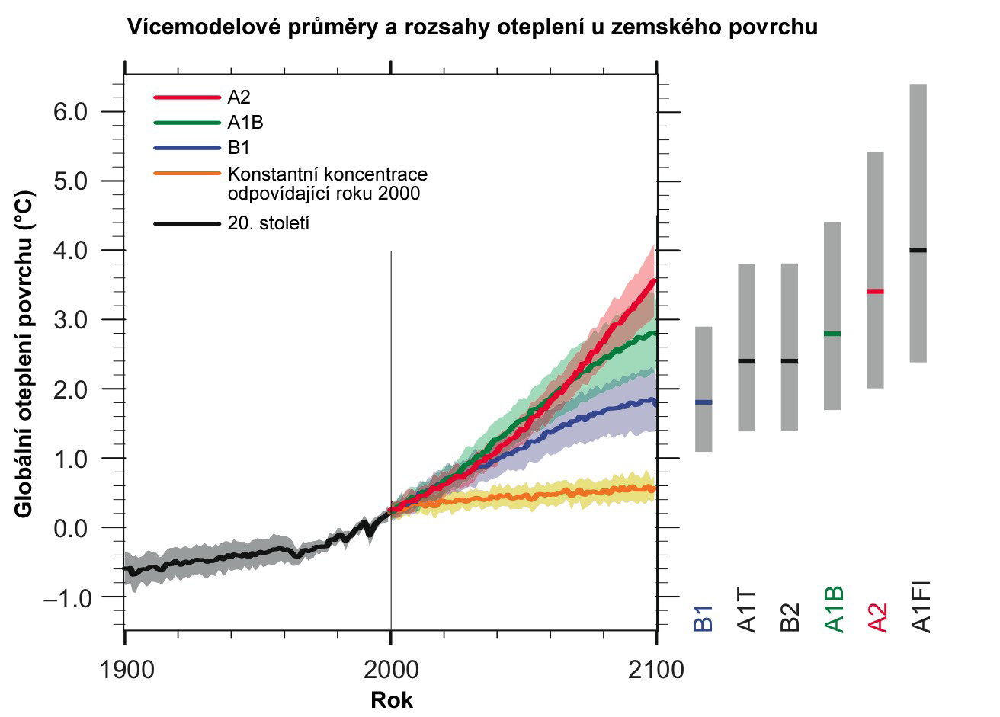 Vícemodelové průměry a rozsahy oteplení u zemského povrchu
A2
A1B
B1
Konstantní koncentrace
odpovídající roku 2000
20. století
Globální oteplení povrchu (°C)
6.0
5.0
4.0
3.0
2.0
1.0
0.0
–1.0
1900
2000
2100
Rok
B1
A1T
B2
A1B
A2
A1FI